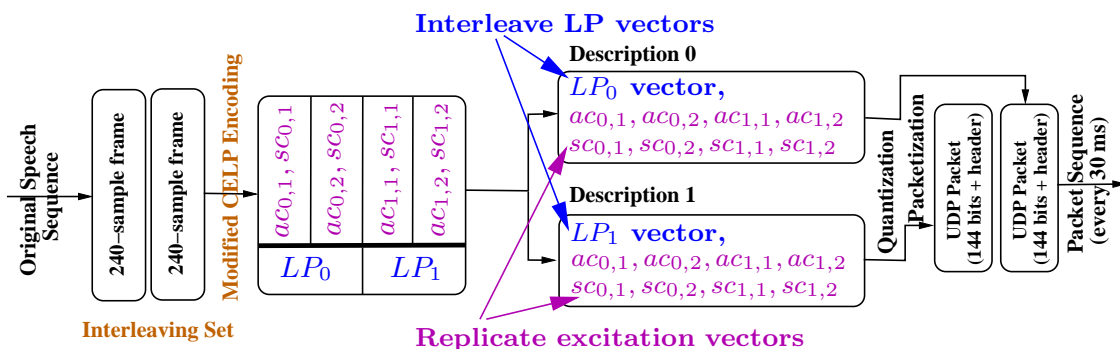 Interleave LP vectors
Original Speech
Sequence
240−sample frame
240−sample frame
Interleaving Set
Modified CELP Encoding
ac0,1, sc0,1
ac0,2, sc0,2
ac1,1, sc1,1
ac1,2, sc1,2
LP0
LP1
Description 0
LP0 vector,
ac0,1, ac0,2, ac1,1, ac1,2
sc0,1, sc0,2, sc1,1, sc1,2
Description 1
LP1 vector,
ac0,1, ac0,2, ac1,1, ac1,2
sc0,1, sc0,2, sc1,1, sc1,2
Replicate excitation vectors
Quantization
Packetization
UDP Packet
(144 bits + header)
UDP Packet
(144 bits + header)
Packet Sequence
(every 30 ms)